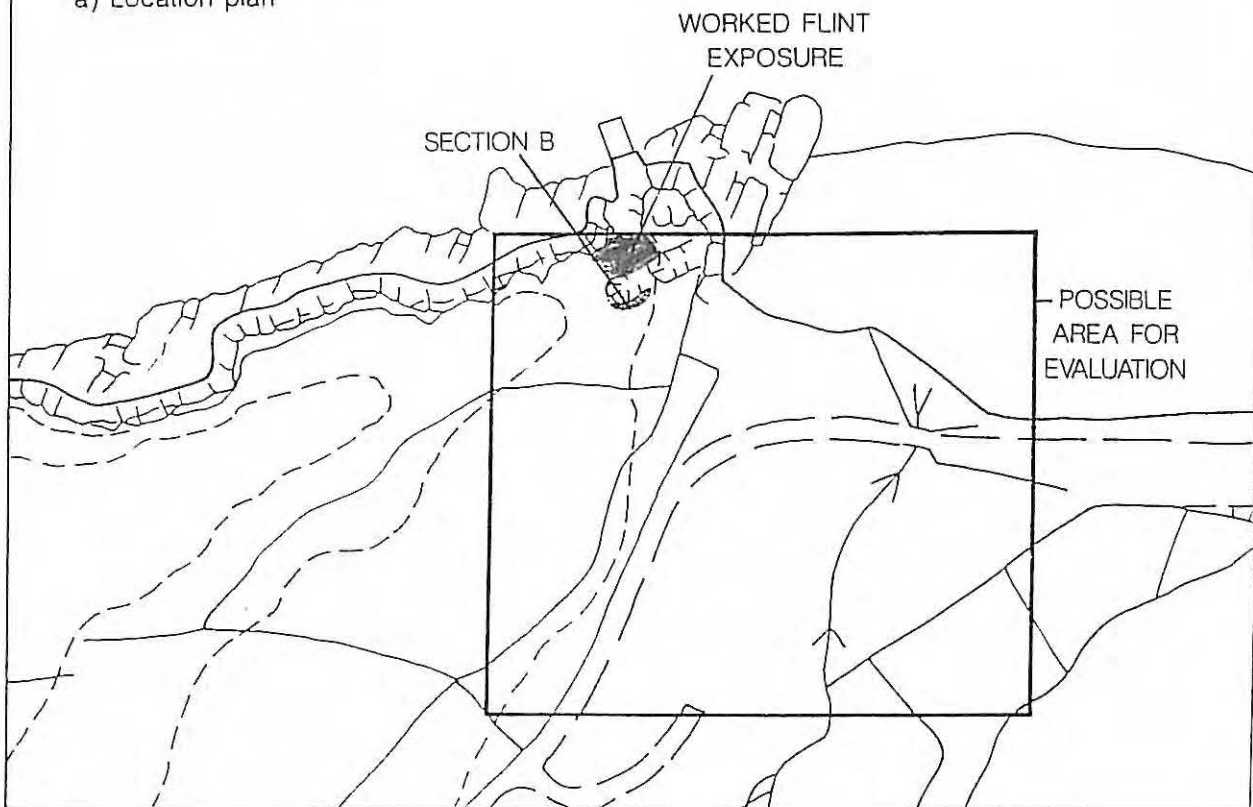 a) Location plan
WORKED FLINT
EXPOSURE
SECTION B
POSSIBLE
AREA FOR
EVALUATION